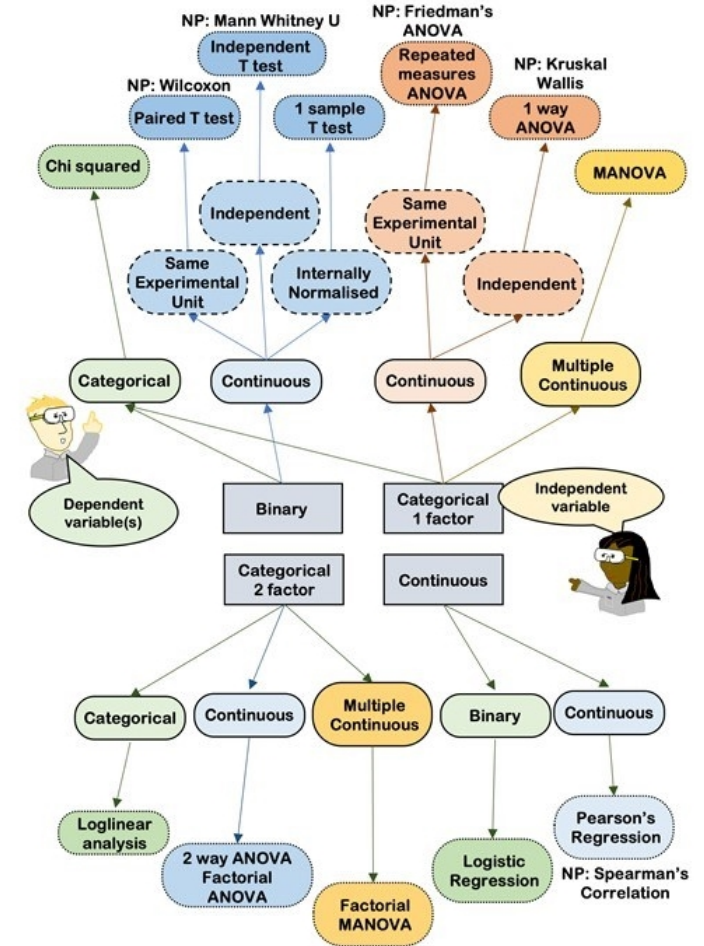 NP: Mann Whitney U
Independent
T test
NP: Friedman's
ANOVA
Repeated
measures
ANOVA
NP: Kruskal
Wallis
1 way
ANOVA
NP: Wilcoxon
Paired T test
1 sample
T test
Chi squared
MANOVA
Independent
Same
Experimental
Unit
Same
Experimental
Unit
Internally
Normalised
Independent
Categorical
Continuous
Continuous
Multiple
Continuous
Dependent
variable(s)
Binary
Categorical
1 factor
Independent
variable
Categorical
2 factor
Continuous
Categorical
Continuous
Multiple
Continuous
Binary
Continuous
Loglinear
analysis
2 way ANOVA
Factorial
ANOVA
Factorial
MANOVA
Logistic
Regression
Pearson's
Regression
NP: Spearman's
Correlation